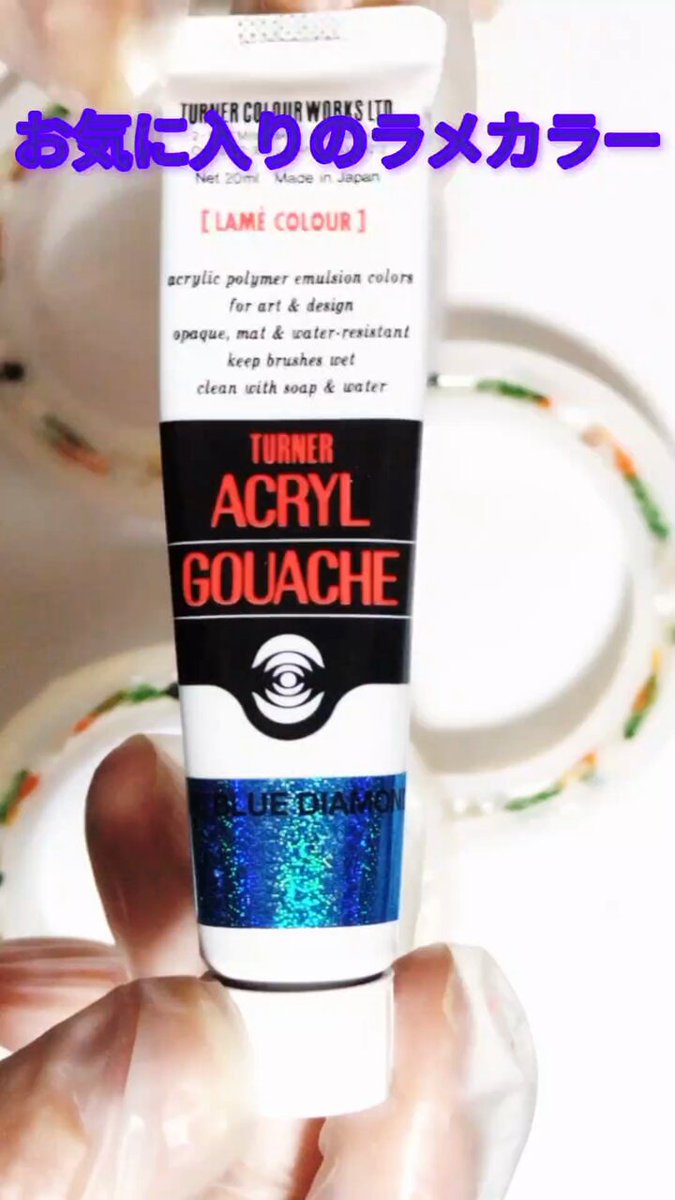 TURNER COLOUR WORKS LTD.
お気に入りのラメカラー
Net 20ml Made in Japan
[LAMÉ COLOUR]
acrylic polymer emulsion colors
for art & design
opaque, mat & water-resistant
keep brushes wet
clean with soap & water
TURNER
ACRYL
GOUACHE
BLUE DIAMON